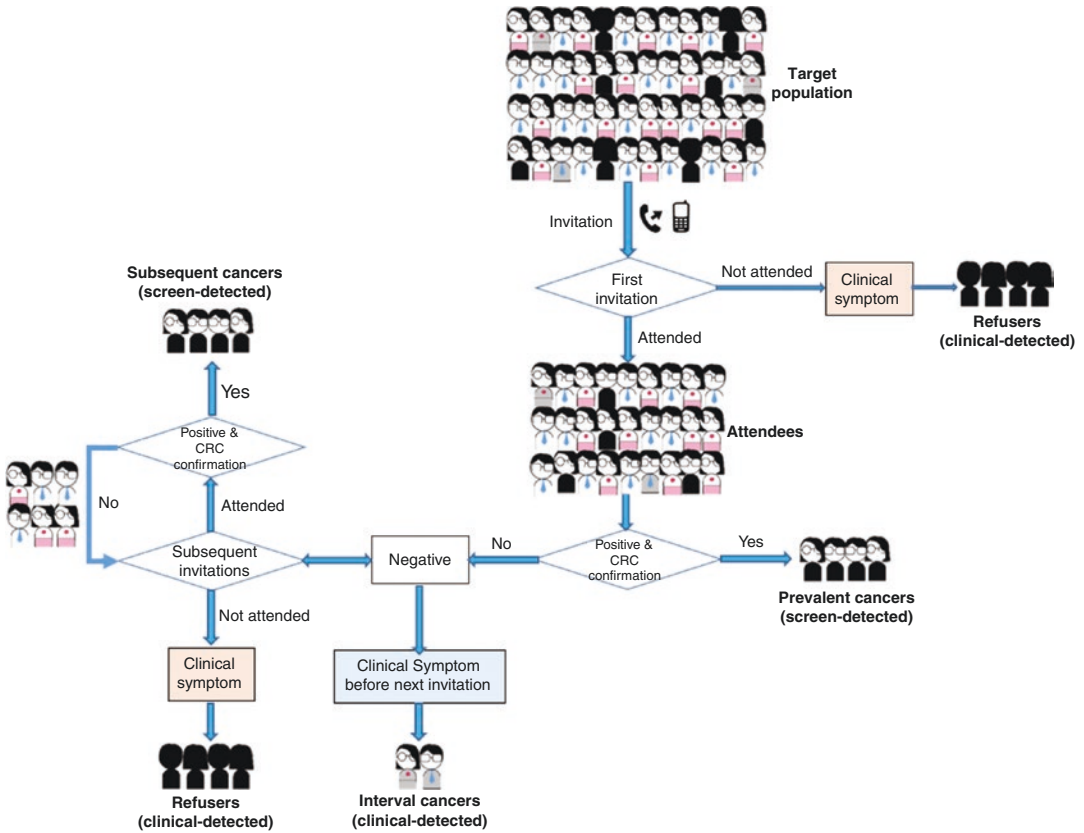 Target
population
Invitation
First
invitation
Not attended
Clinical
symptom
Refusers
(clinical-detected)
Attended
Attendees
Positive &
CRC
confirmation
Yes
Prevalent cancers
(screen-detected)
No
Negative
Clinical Symptom
before next invitation
Interval cancers
(clinical-detected)
Subsequent
invitations
Attended
Positive &
CRC
confirmation
Yes
Subsequent cancers
(screen-detected)
No
Not attended
Clinical
symptom
Refusers
(clinical-detected)